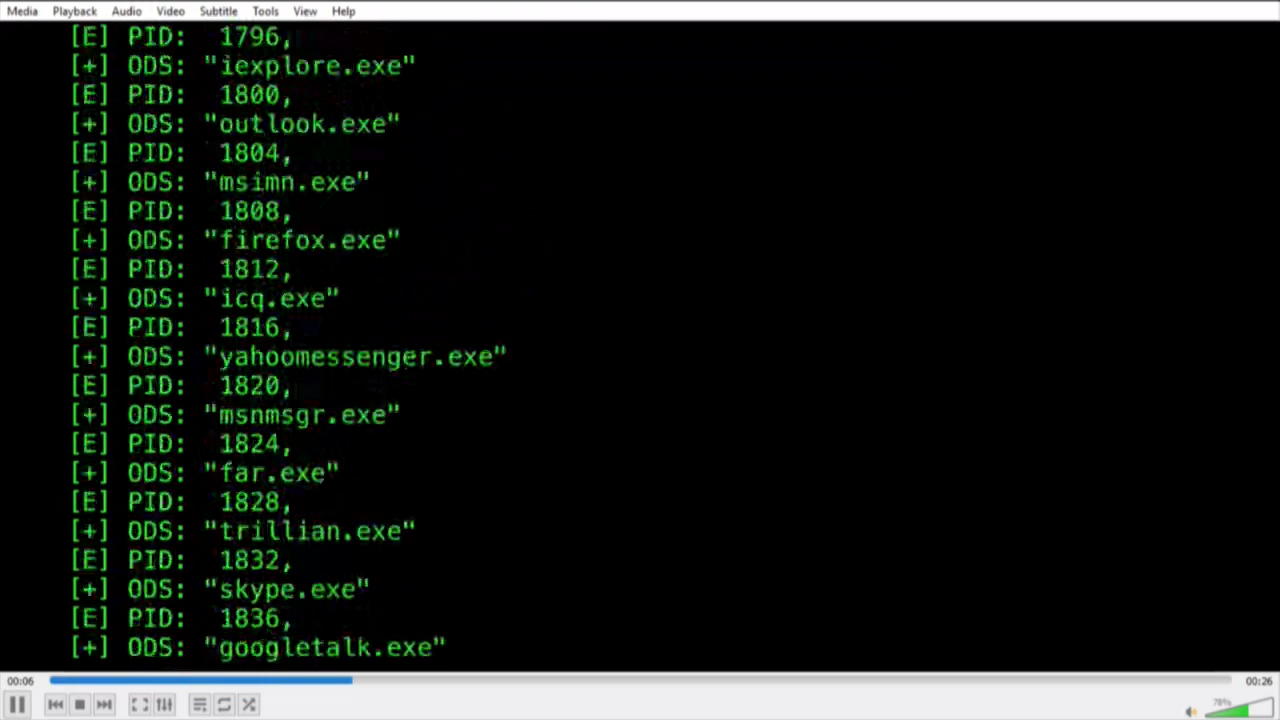 Media Playback Audio Video Subtitle Tools View Help
[E] PID: 1796,
[+] ODS: "iexplore.exe"
[E] PID: 1800,
[+] ODS: "outlook.exe"
[E] PID: 1804,
[+] ODS: "msimn.exe"
[E] PID: 1808,
[+] ODS: "firefox.exe"
[E] PID: 1812,
[+] ODS: "icq.exe"
[E] PID: 1816,
[+] ODS: "yahoomessenger.exe"
[E] PID: 1820,
[+] ODS: "msnmsgr.exe"
[E] PID: 1824,
[+] ODS: "far.exe"
[E] PID: 1828,
[+] ODS: "trillian.exe"
[E] PID: 1832,
[+] ODS: "skype.exe"
[E] PID: 1836,
[+] ODS: "googletalk.exe"
00:06 00:26
78%